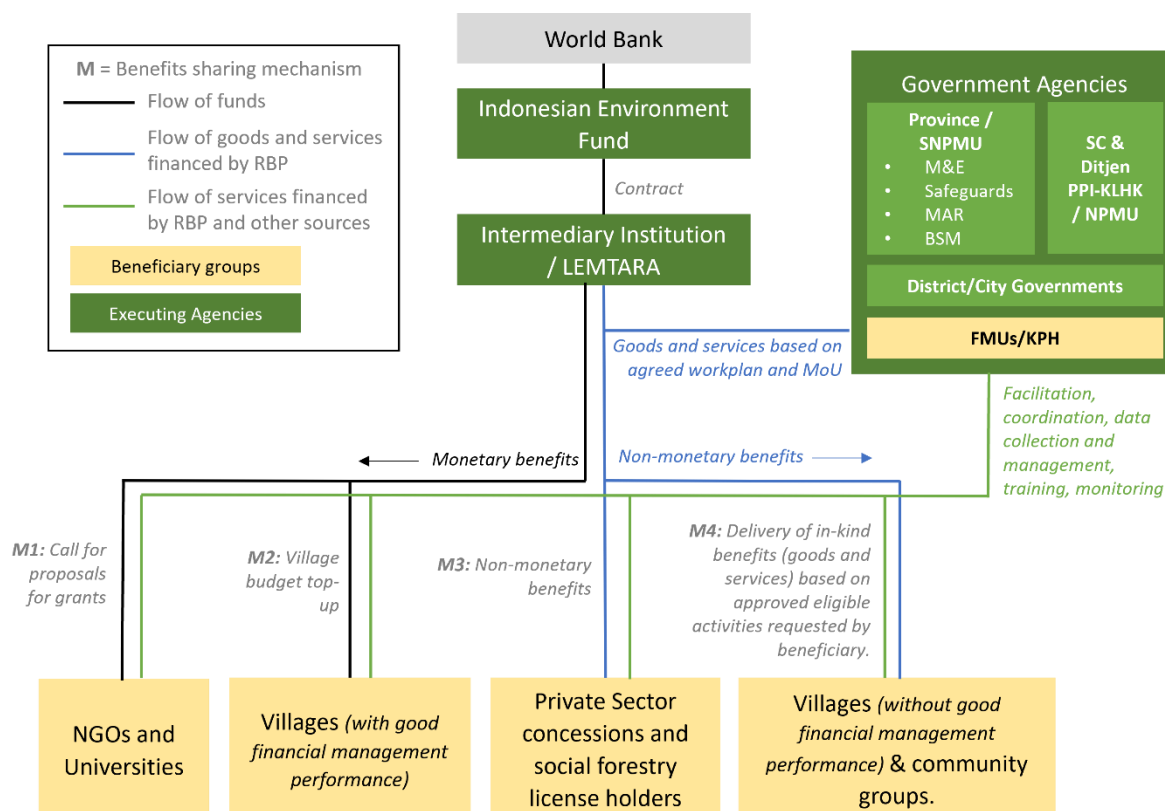 World Bank
M = Benefits sharing mechanism
Flow of funds
Flow of goods and services
financed by RBP
Flow of services financed
by RBP and other sources
Beneficiary groups
Executing Agencies
Indonesian Environment
Fund
Contract
Intermediary Institution
/ LEMTARA
Government Agencies
Province /
SNPMU
• M&E
• Safeguards
• MAR
• BSM
SC &
Ditjen
PPI-KLHK
/ NPMU
District/City Governments
FMUs/KPH
Goods and services based on
agreed workplan and MoU
Facilitation,
coordination, data
collection and
management,
training, monitoring
Monetary benefits
Non-monetary benefits
M1: Call for
proposals
for grants
M2: Village
budget top-
up
M3: Non-monetary
benefits
M4: Delivery of in-kind
benefits (goods and
services) based on
approved eligible
activities requested by
beneficiary.
NGOs and
Universities
Villages (with good
financial management
performance)
Private Sector
concessions and
social forestry
license holders
Villages (without good
financial management
performance) & community
groups.